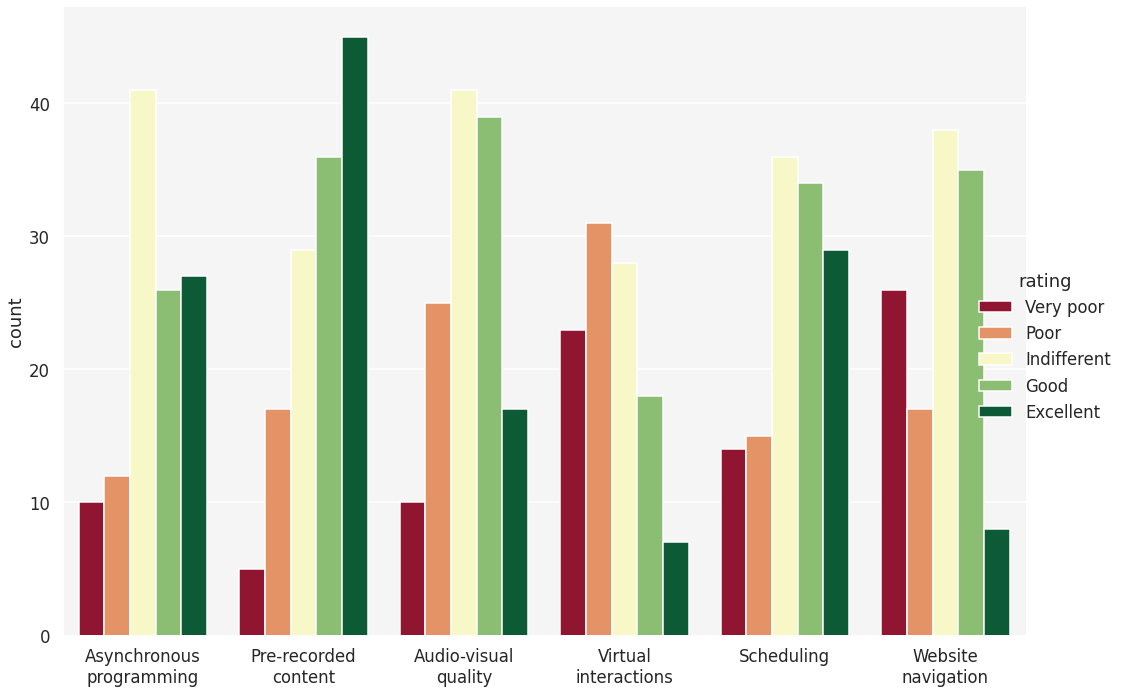 count
40
30
20
10
0
rating
Very poor
Poor
Indifferent
Good
Excellent
Asynchronous
programming
Pre-recorded
content
Audio-visual
quality
Virtual
interactions
Scheduling
Website
navigation